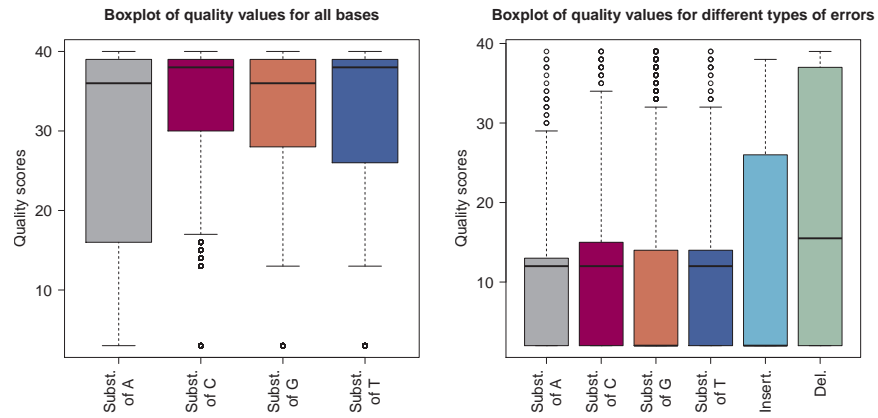 Boxplot of quality values for all bases
Quality scores
40
30
20
10
Subst.
of A
Subst.
of C
Subst.
of G
Subst.
of T
Boxplot of quality values for different types of errors
Quality scores
40
30
20
10
Subst.
of A
Subst.
of C
Subst.
of G
Subst.
of T
Insert.
Del.